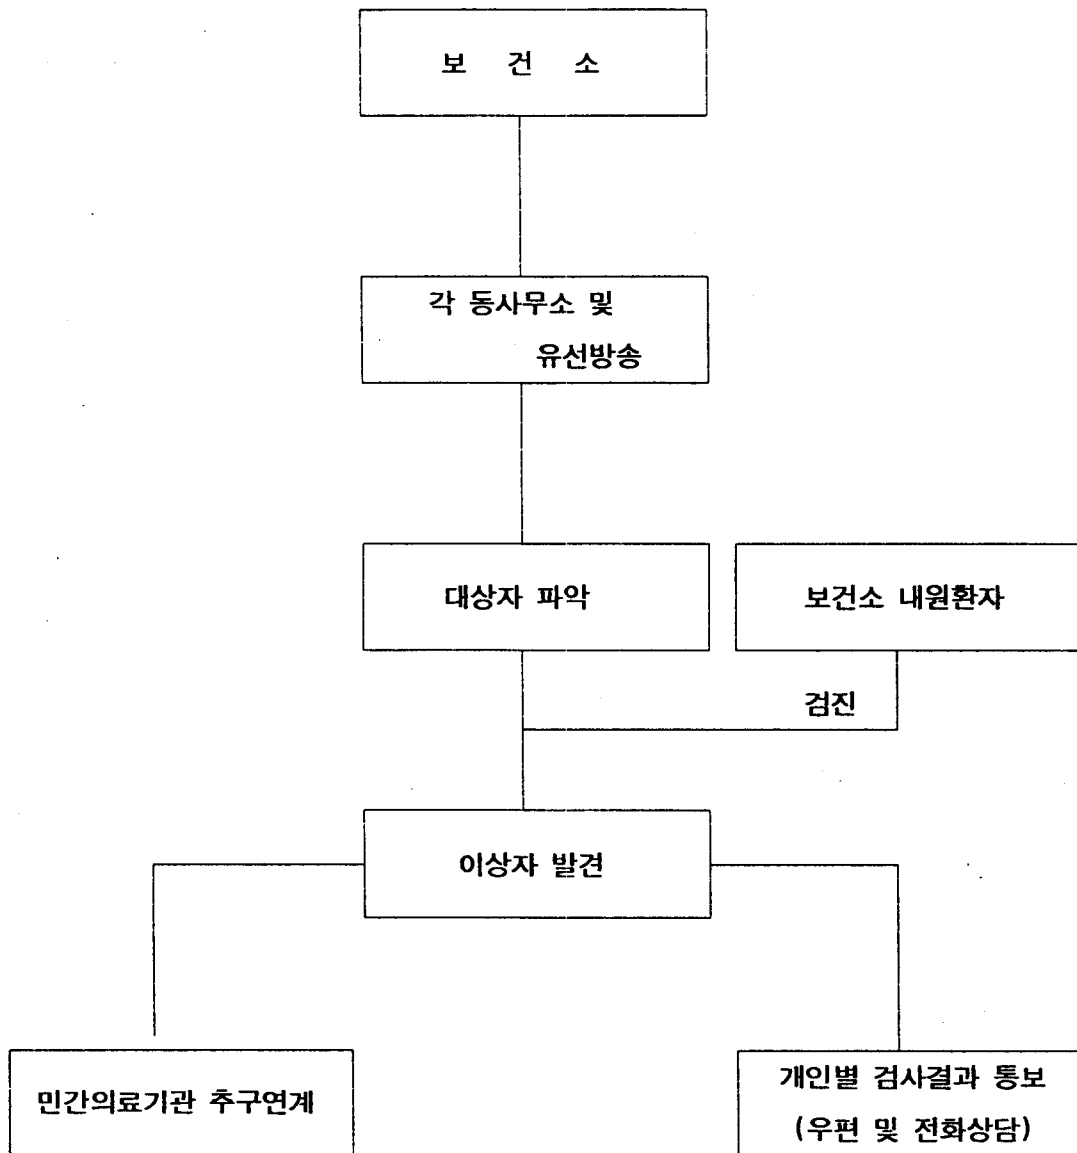 보 건 소
각 동사무소 및
유선방송
대상자 파악
보건소 내원환자
검진
이상자 발견
민간의료기관 추구연계
개인별 검사결과 통보
(우편 및 전화상담)